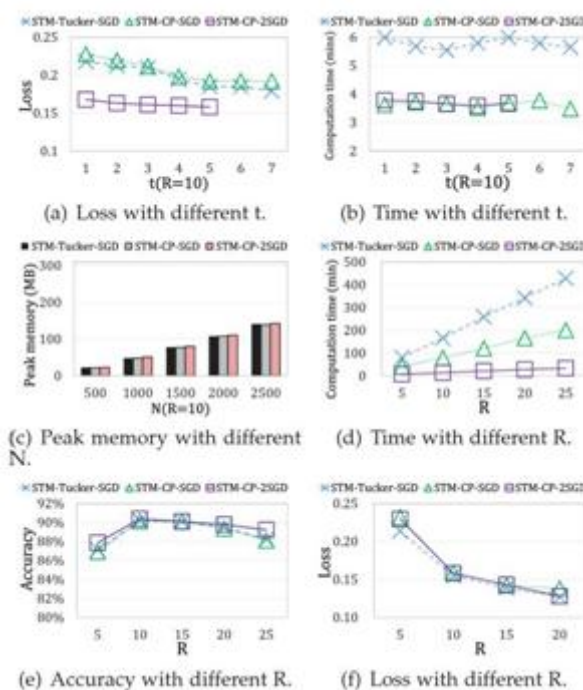 STM-Tucker-SGD STM-CP-SGD STM-CP-2SGD
0.25
0.2
0.15
0.1
Loss
1 2 3 4 5 6 7
t(R=10)
(a) Loss with different t.
STM-Tucker-SGD STM-CP-SGD STM-CP-2SGD
6
5
4
3
2
Computation time (mins)
1 2 3 4 5 6 7
t(R=10)
(b) Time with different t.
STM-Tucker-SGD STM-CP-SGD STM-CP-2SGD
300
200
100
0
Peak memory (MB)
500 1000 1500 2000 2500
N(R=10)
(c) Peak memory with different
N.
STM-Tucker-SGD STM-CP-SGD STM-CP-2SGD
500
400
300
200
100
0
Computation time (min)
5 10 15 20 25
R
(d) Time with different R.
STM-Tucker-SGD STM-CP-SGD STM-CP-2SGD
92%
90%
88%
86%
84%
82%
80%
Accuracy
5 10 15 20 25
R
(e) Accuracy with different R.
STM-Tucker-SGD STM-CP-SGD STM-CP-2SGD
0.25
0.20
0.15
0.10
Loss
5 10 15 20
R
(f) Loss with different R.